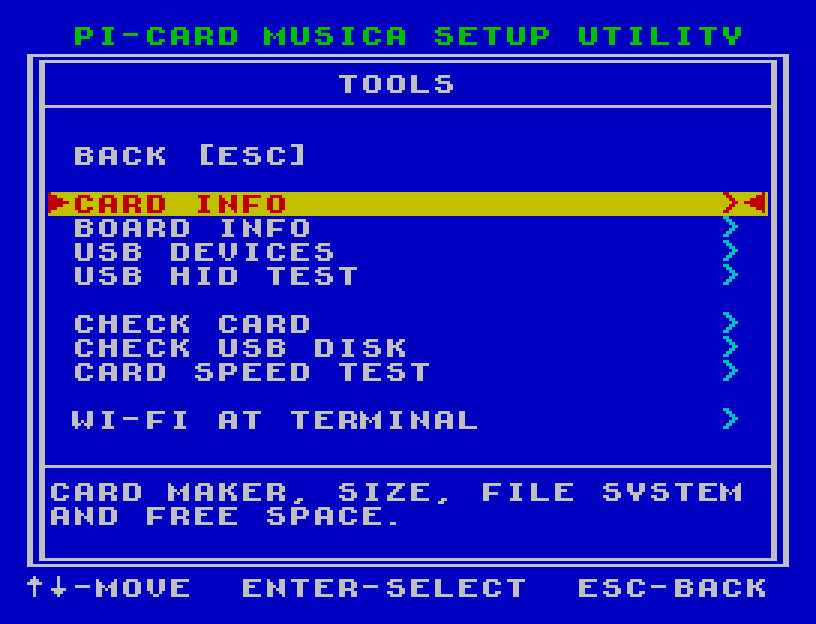 PI-CARD MUSICA SETUP UTILITY
TOOLS
BACK [ESC]
►CARD INFO >◄
BOARD INFO >
USB DEVICES >
USB HID TEST >
CHECK CARD >
CHECK USB DISK >
CARD SPEED TEST >
WI-FI AT TERMINAL >
CARD MAKER, SIZE, FILE SYSTEM
AND FREE SPACE.
↑↓-MOVE ENTER-SELECT ESC-BACK